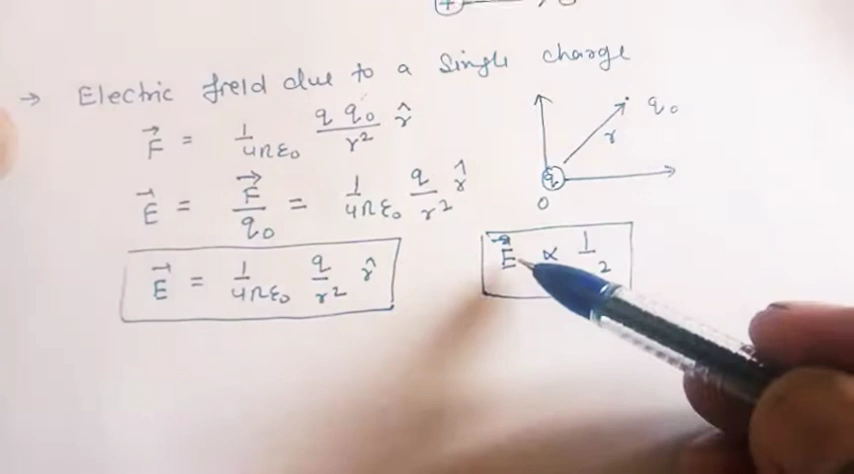 → Electric field due to a single charge
F⃗ = 1/4πε₀ q q₀/r² r̂
q₀
r
E⃗ = F⃗/q₀ = 1/4πε₀ q/r² r̂
q
O
E⃗ = 1/4πε₀ q/r² r̂
E⃗ ∝ 1/ 2